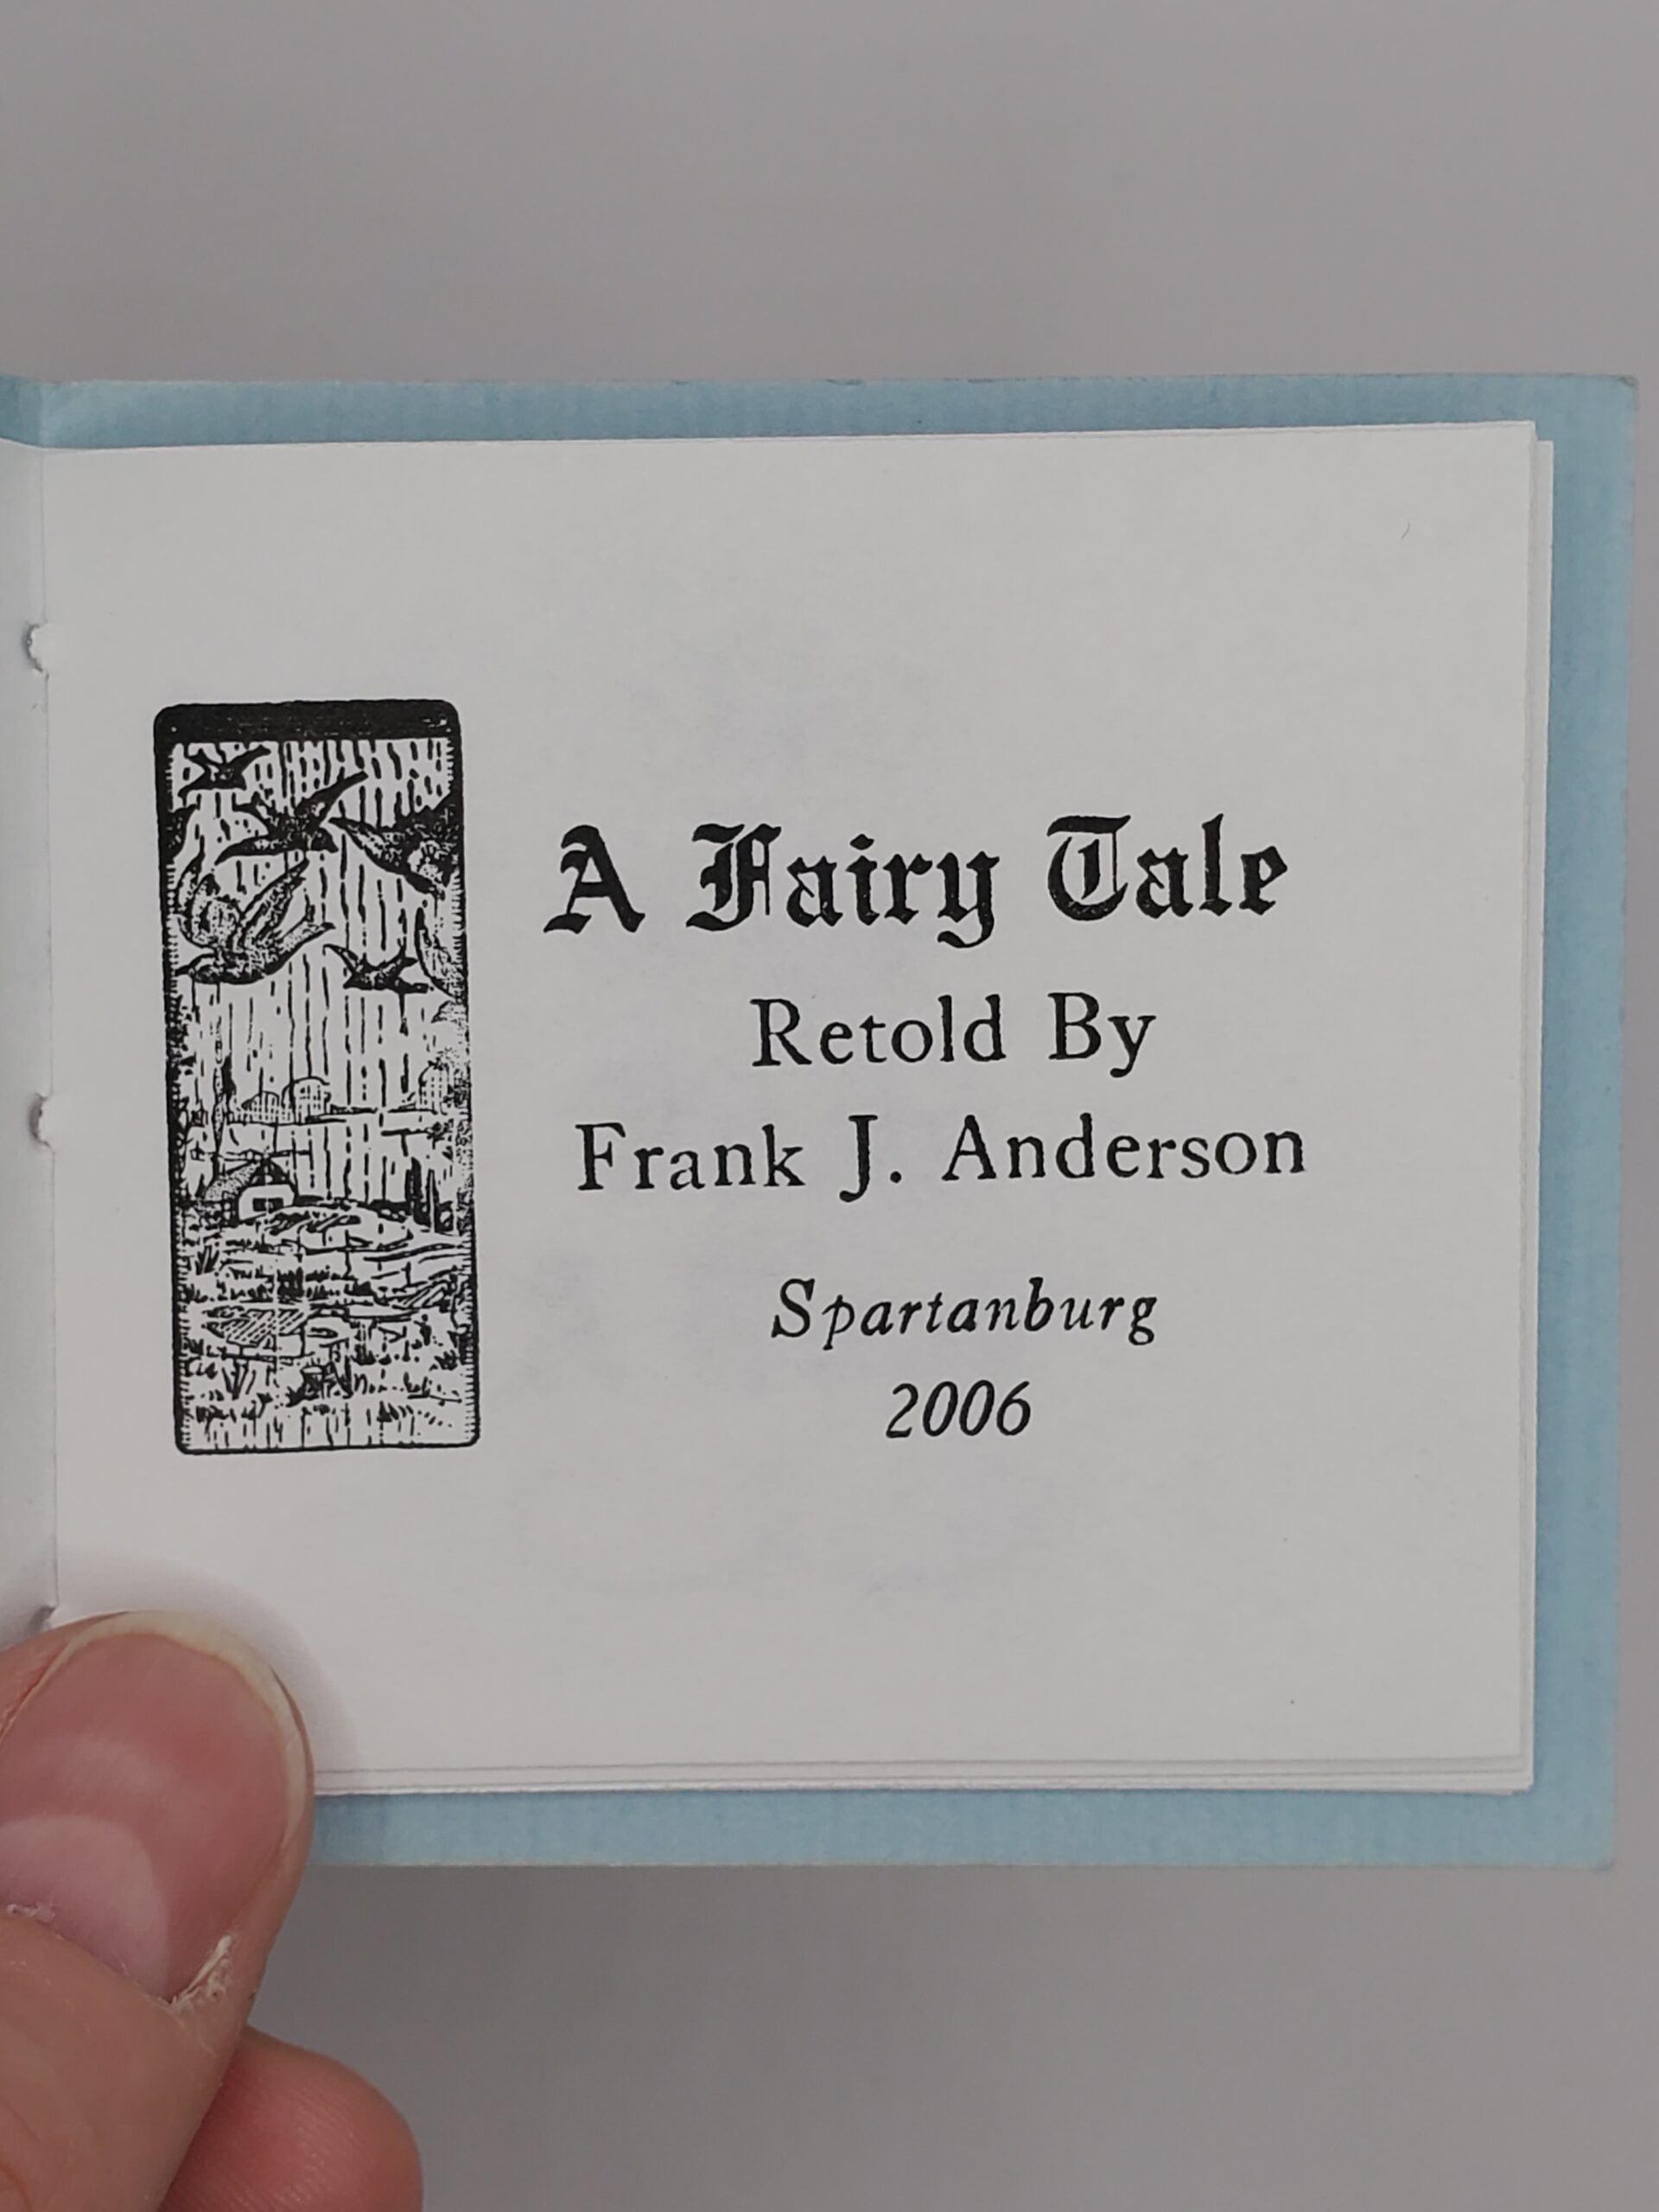 A Fairy Tale
Retold By
Frank J. Anderson
Spartanburg
2006